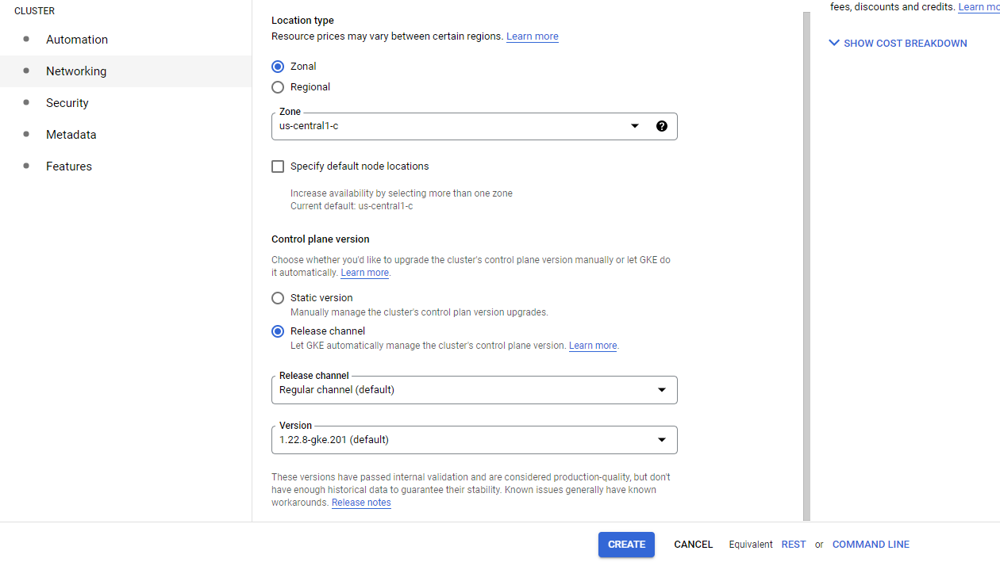 CLUSTER
Automation
Networking
Security
Metadata
Features
Location type
Resource prices may vary between certain regions. Learn more
Zonal
Regional
Zone
us-central1-c
Specify default node locations
Increase availability by selecting more than one zone
Current default: us-central1-c
Control plane version
Choose whether you'd like to upgrade the cluster's control plane version manually or let GKE do
it automatically. Learn more.
Static version
Manually manage the cluster's control plan version upgrades.
Release channel
Let GKE automatically manage the cluster's control plane version. Learn more.
Release channel
Regular channel (default)
Version
1.22.8-gke.201 (default)
These versions have passed internal validation and are considered production-quality, but don't
have enough historical data to guarantee their stability. Known issues generally have known
workarounds. Release notes
fees, discounts and credits. Learn mo
SHOW COST BREAKDOWN
CREATE CANCEL Equivalent REST or COMMAND LINE